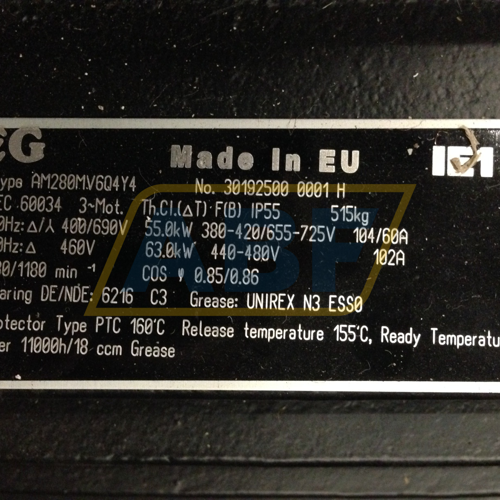 EG Made In EU IE1
ype AM280MV6Q4Y4 No. 30192500 0001 H
EC 60034 3~Mot. Th.Cl.(△T) F(B) IP55 515kg
0Hz:△/⅄ 400/690V 55.0kW 380-420/655-725V 104/60A
0Hz:△ 460V 63.0kW 440-480V 102A
80/1180 min⁻¹ COS φ 0.85/0.86
aring DE/NDE: 6216 C3 Grease: UNIREX N3 ESSO
otector Type PTC 160°C Release temperature 155°C, Ready Temperatu
er 11000h/18 ccm Grease
ABF